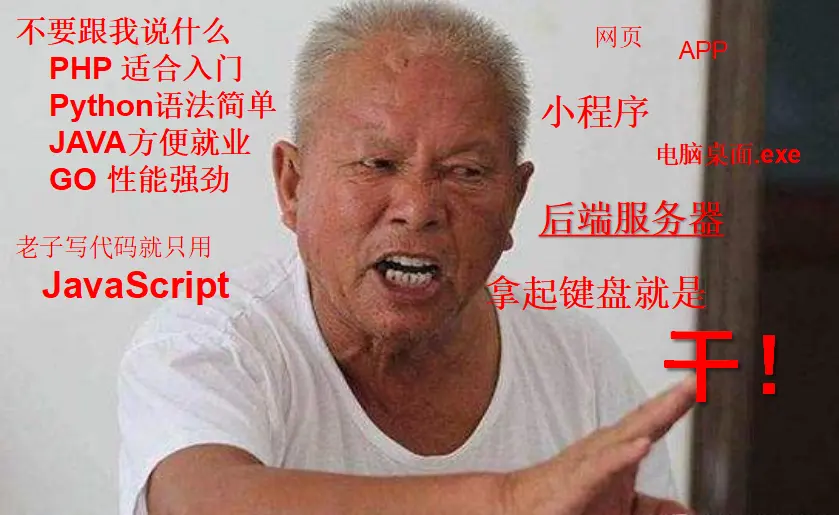 不要跟我说什么
PHP 适合入门
Python语法简单
JAVA方便就业
GO 性能强劲
老子写代码就只用
JavaScript
网页
APP
小程序
电脑桌面.exe
后端服务器
拿起键盘就是
干！